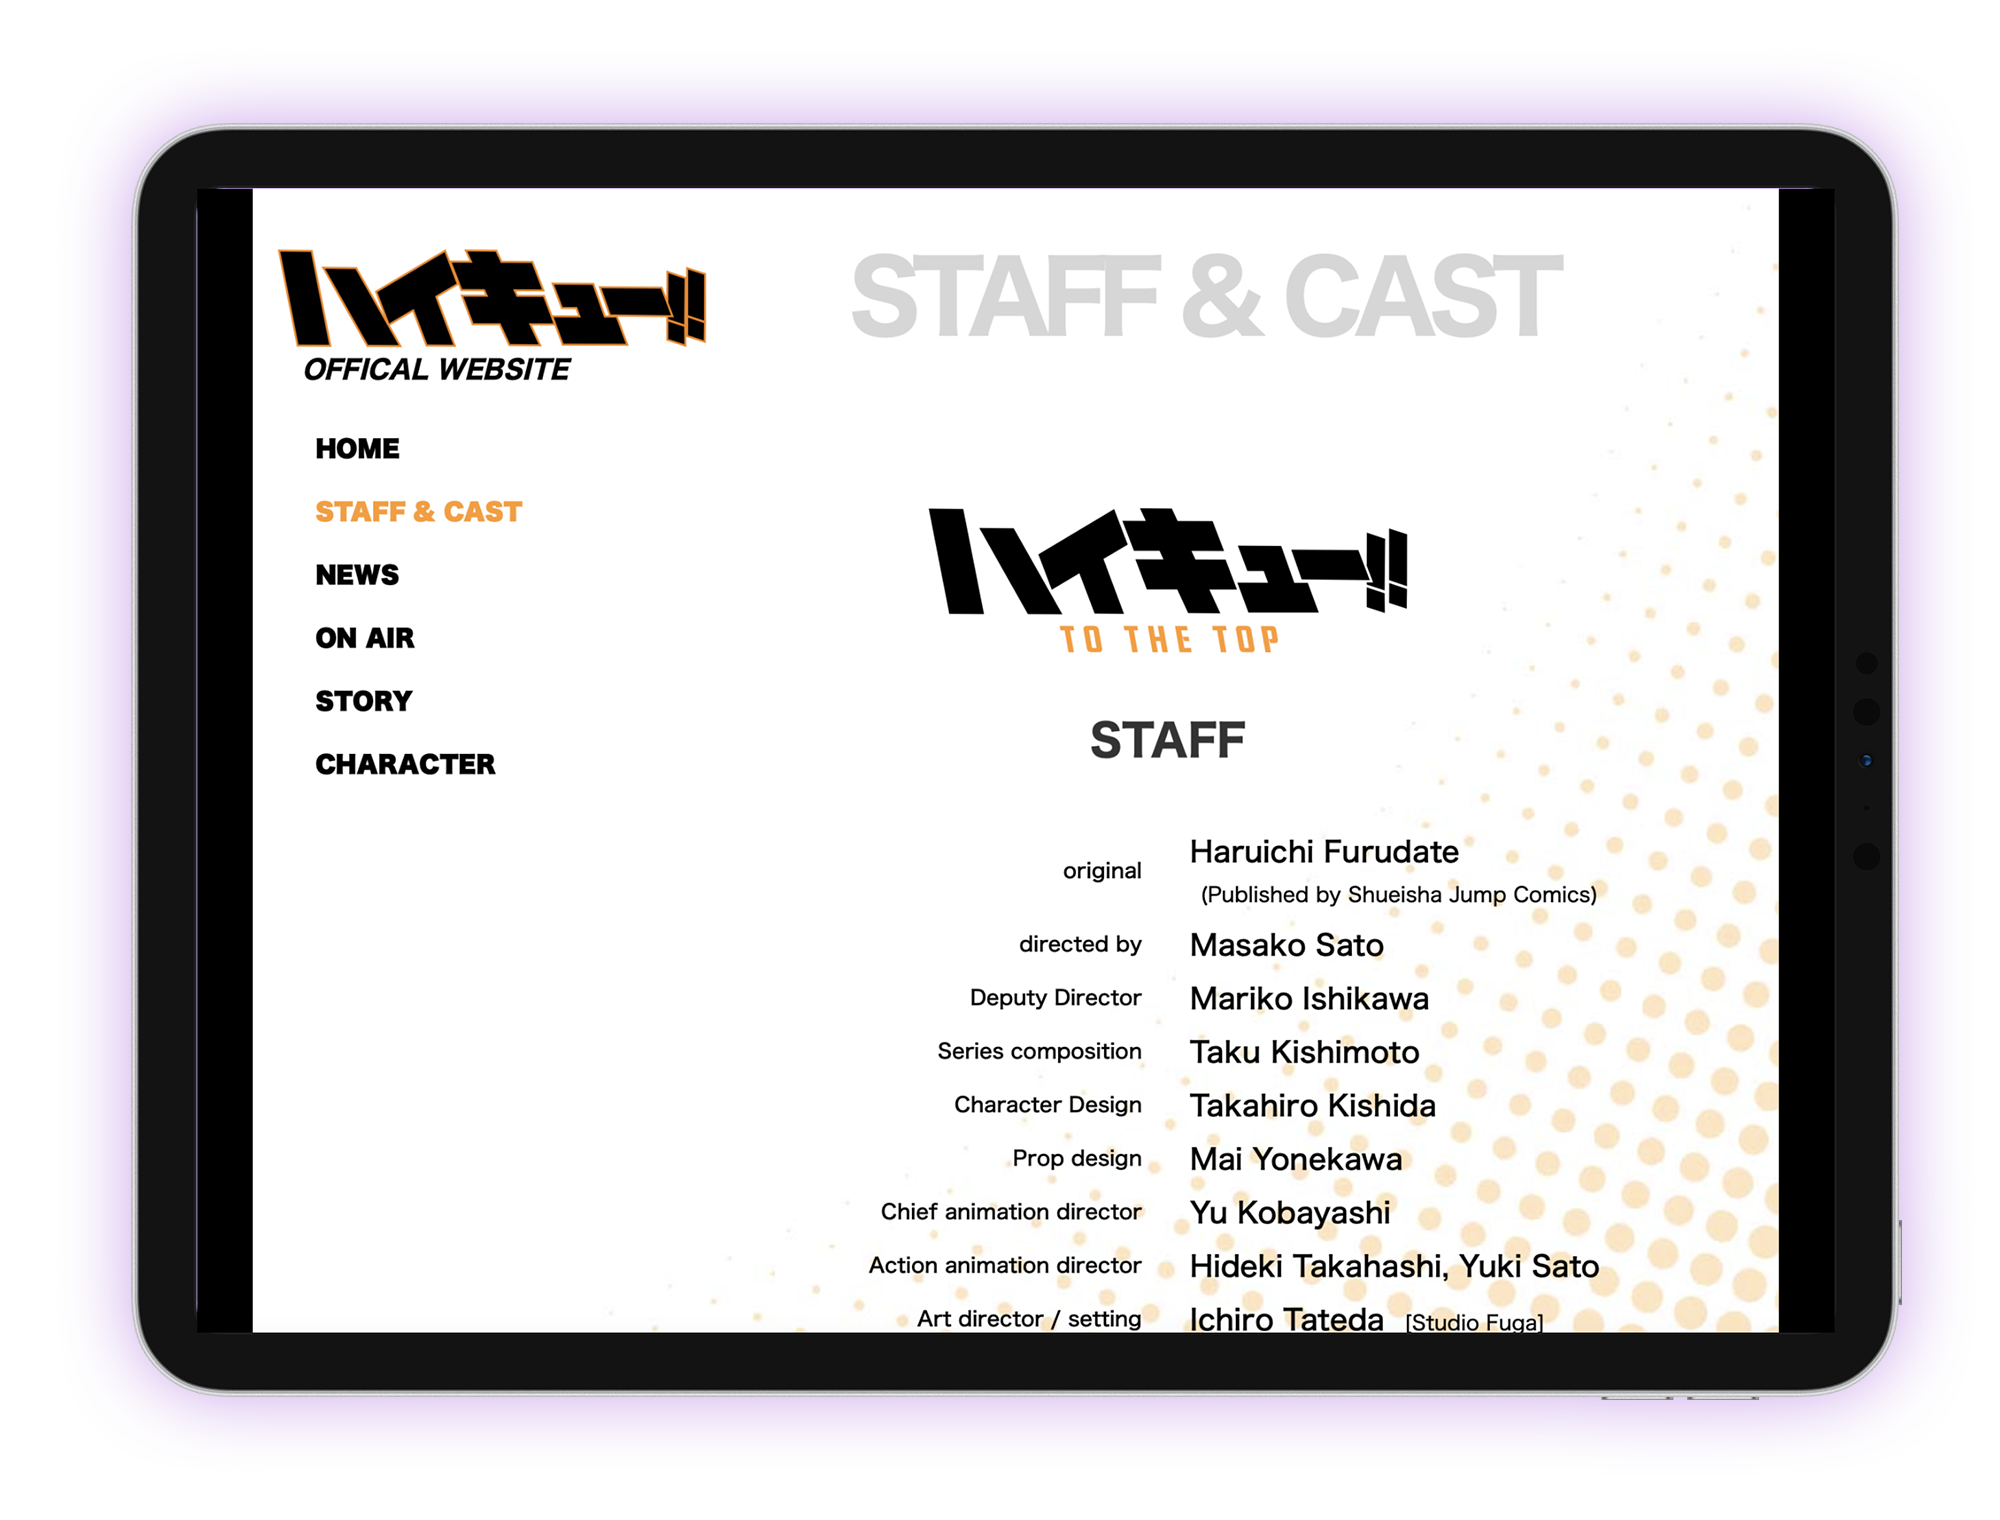 ハイキュー!!
OFFICAL WEBSITE
HOME
STAFF & CAST
NEWS
ON AIR
STORY
CHARACTER
STAFF & CAST
ハイキュー!!
TO THE TOP
STAFF
original Haruichi Furudate
(Published by Shueisha Jump Comics)
directed by Masako Sato
Deputy Director Mariko Ishikawa
Series composition Taku Kishimoto
Character Design Takahiro Kishida
Prop design Mai Yonekawa
Chief animation director Yu Kobayashi
Action animation director Hideki Takahashi, Yuki Sato
Art director / setting Ichiro Tateda [Studio Fuga]